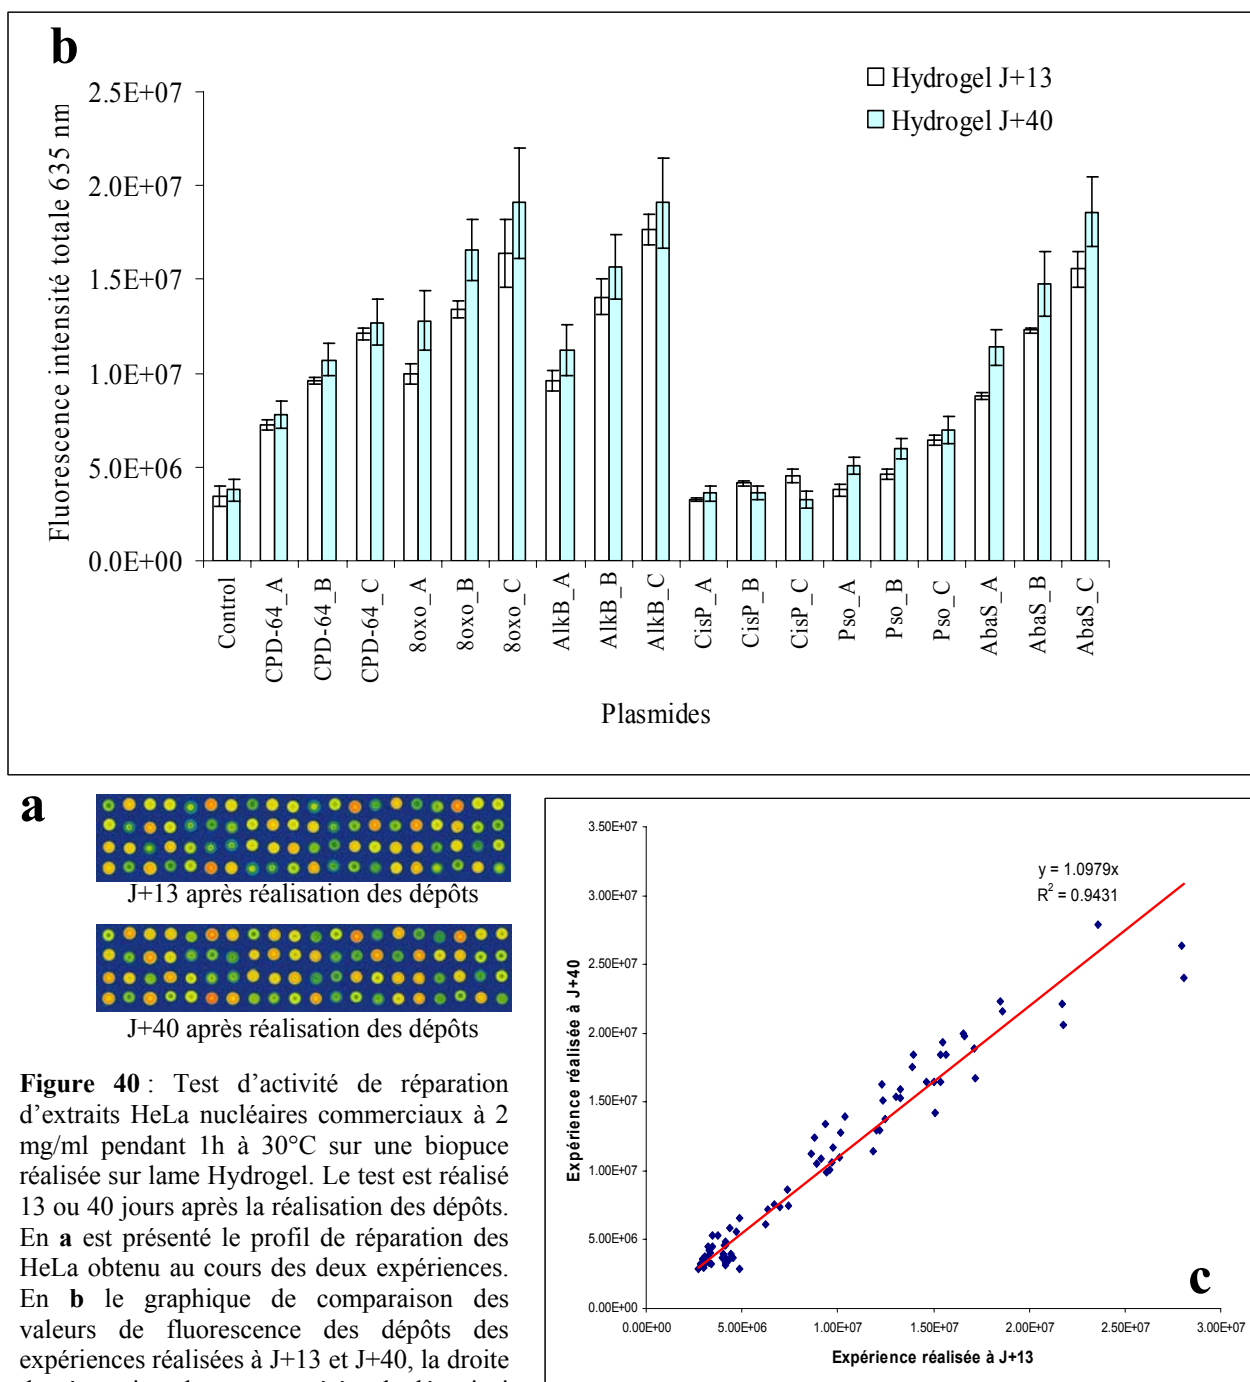 b
Hydrogel J+13
Hydrogel J+40
Fluorescence intensité totale 635 nm
2.5E+07
2.0E+07
1.5E+07
1.0E+07
5.0E+06
0.0E+00
Control
CPD-64_A
CPD-64_B
CPD-64_C
8oxo_A
8oxo_B
8oxo_C
AlkB_A
AlkB_B
AlkB_C
CisP_A
CisP_B
CisP_C
Pso_A
Pso_B
Pso_C
AbaS_A
AbaS_B
AbaS_C
Plasmides
a
J+13 après réalisation des dépôts
J+40 après réalisation des dépôts
Figure 40 : Test d'activité de réparation
d'extraits HeLa nucléaires commerciaux à 2
mg/ml pendant 1h à 30°C sur une biopuce
réalisée sur lame Hydrogel. Le test est réalisé
13 ou 40 jours après la réalisation des dépôts.
En a est présenté le profil de réparation des
HeLa obtenu au cours des deux expériences.
En b le graphique de comparaison des
valeurs de fluorescence des dépôts des
expériences réalisées à J+13 et J+40, la droite
3.50E+07
3.00E+07
2.50E+07
2.00E+07
1.50E+07
1.00E+07
5.00E+06
0.00E+00
Expérience réalisée à J+40
y = 1.0979x
R² = 0.9431
c
0.00E+00
5.00E+06
1.00E+07
1.50E+07
2.00E+07
2.50E+07
3.00E+07
Expérience réalisée à J+13